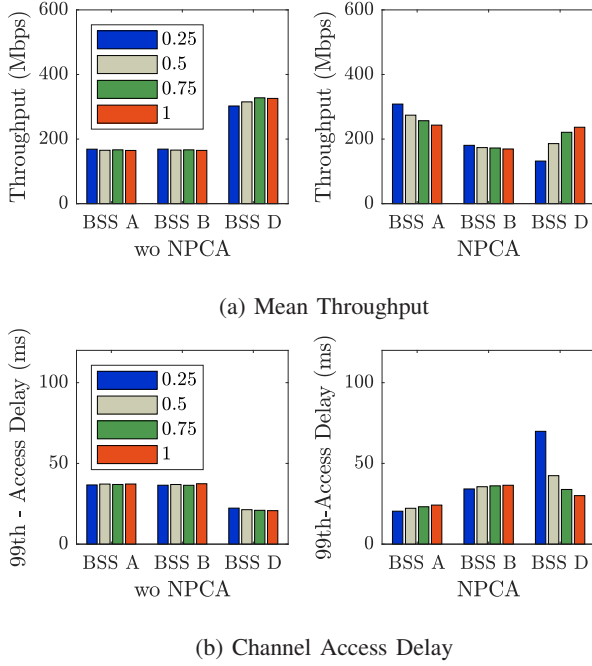 600
400
200
0
Throughput (Mbps)
0.25
0.5
0.75
1
BSS A BSS B BSS D
wo NPCA
600
400
200
0
Throughput (Mbps)
BSS A BSS B BSS D
NPCA
(a) Mean Throughput
100
50
0
99th - Access Delay (ms)
0.25
0.5
0.75
1
BSS A BSS B BSS D
wo NPCA
100
50
0
99th-Access Delay (ms)
BSS A BSS B BSS D
NPCA
(b) Channel Access Delay